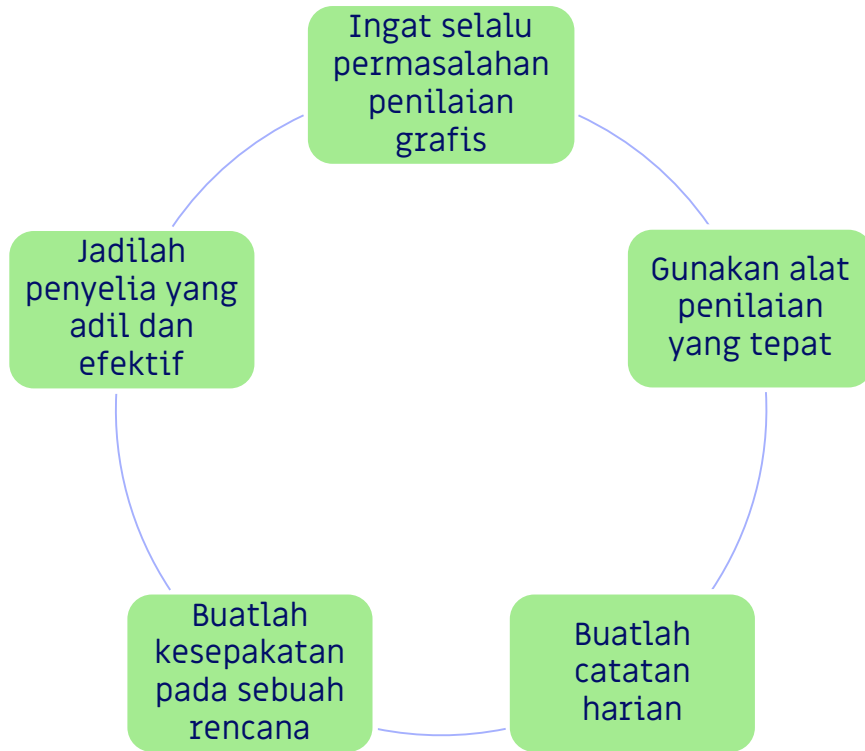 Ingat selalu
permasalahan
penilaian
grafis
Gunakan alat
penilaian
yang tepat
Buatlah
catatan
harian
Buatlah
kesepakatan
pada sebuah
rencana
Jadilah
penyelia yang
adil dan
efektif